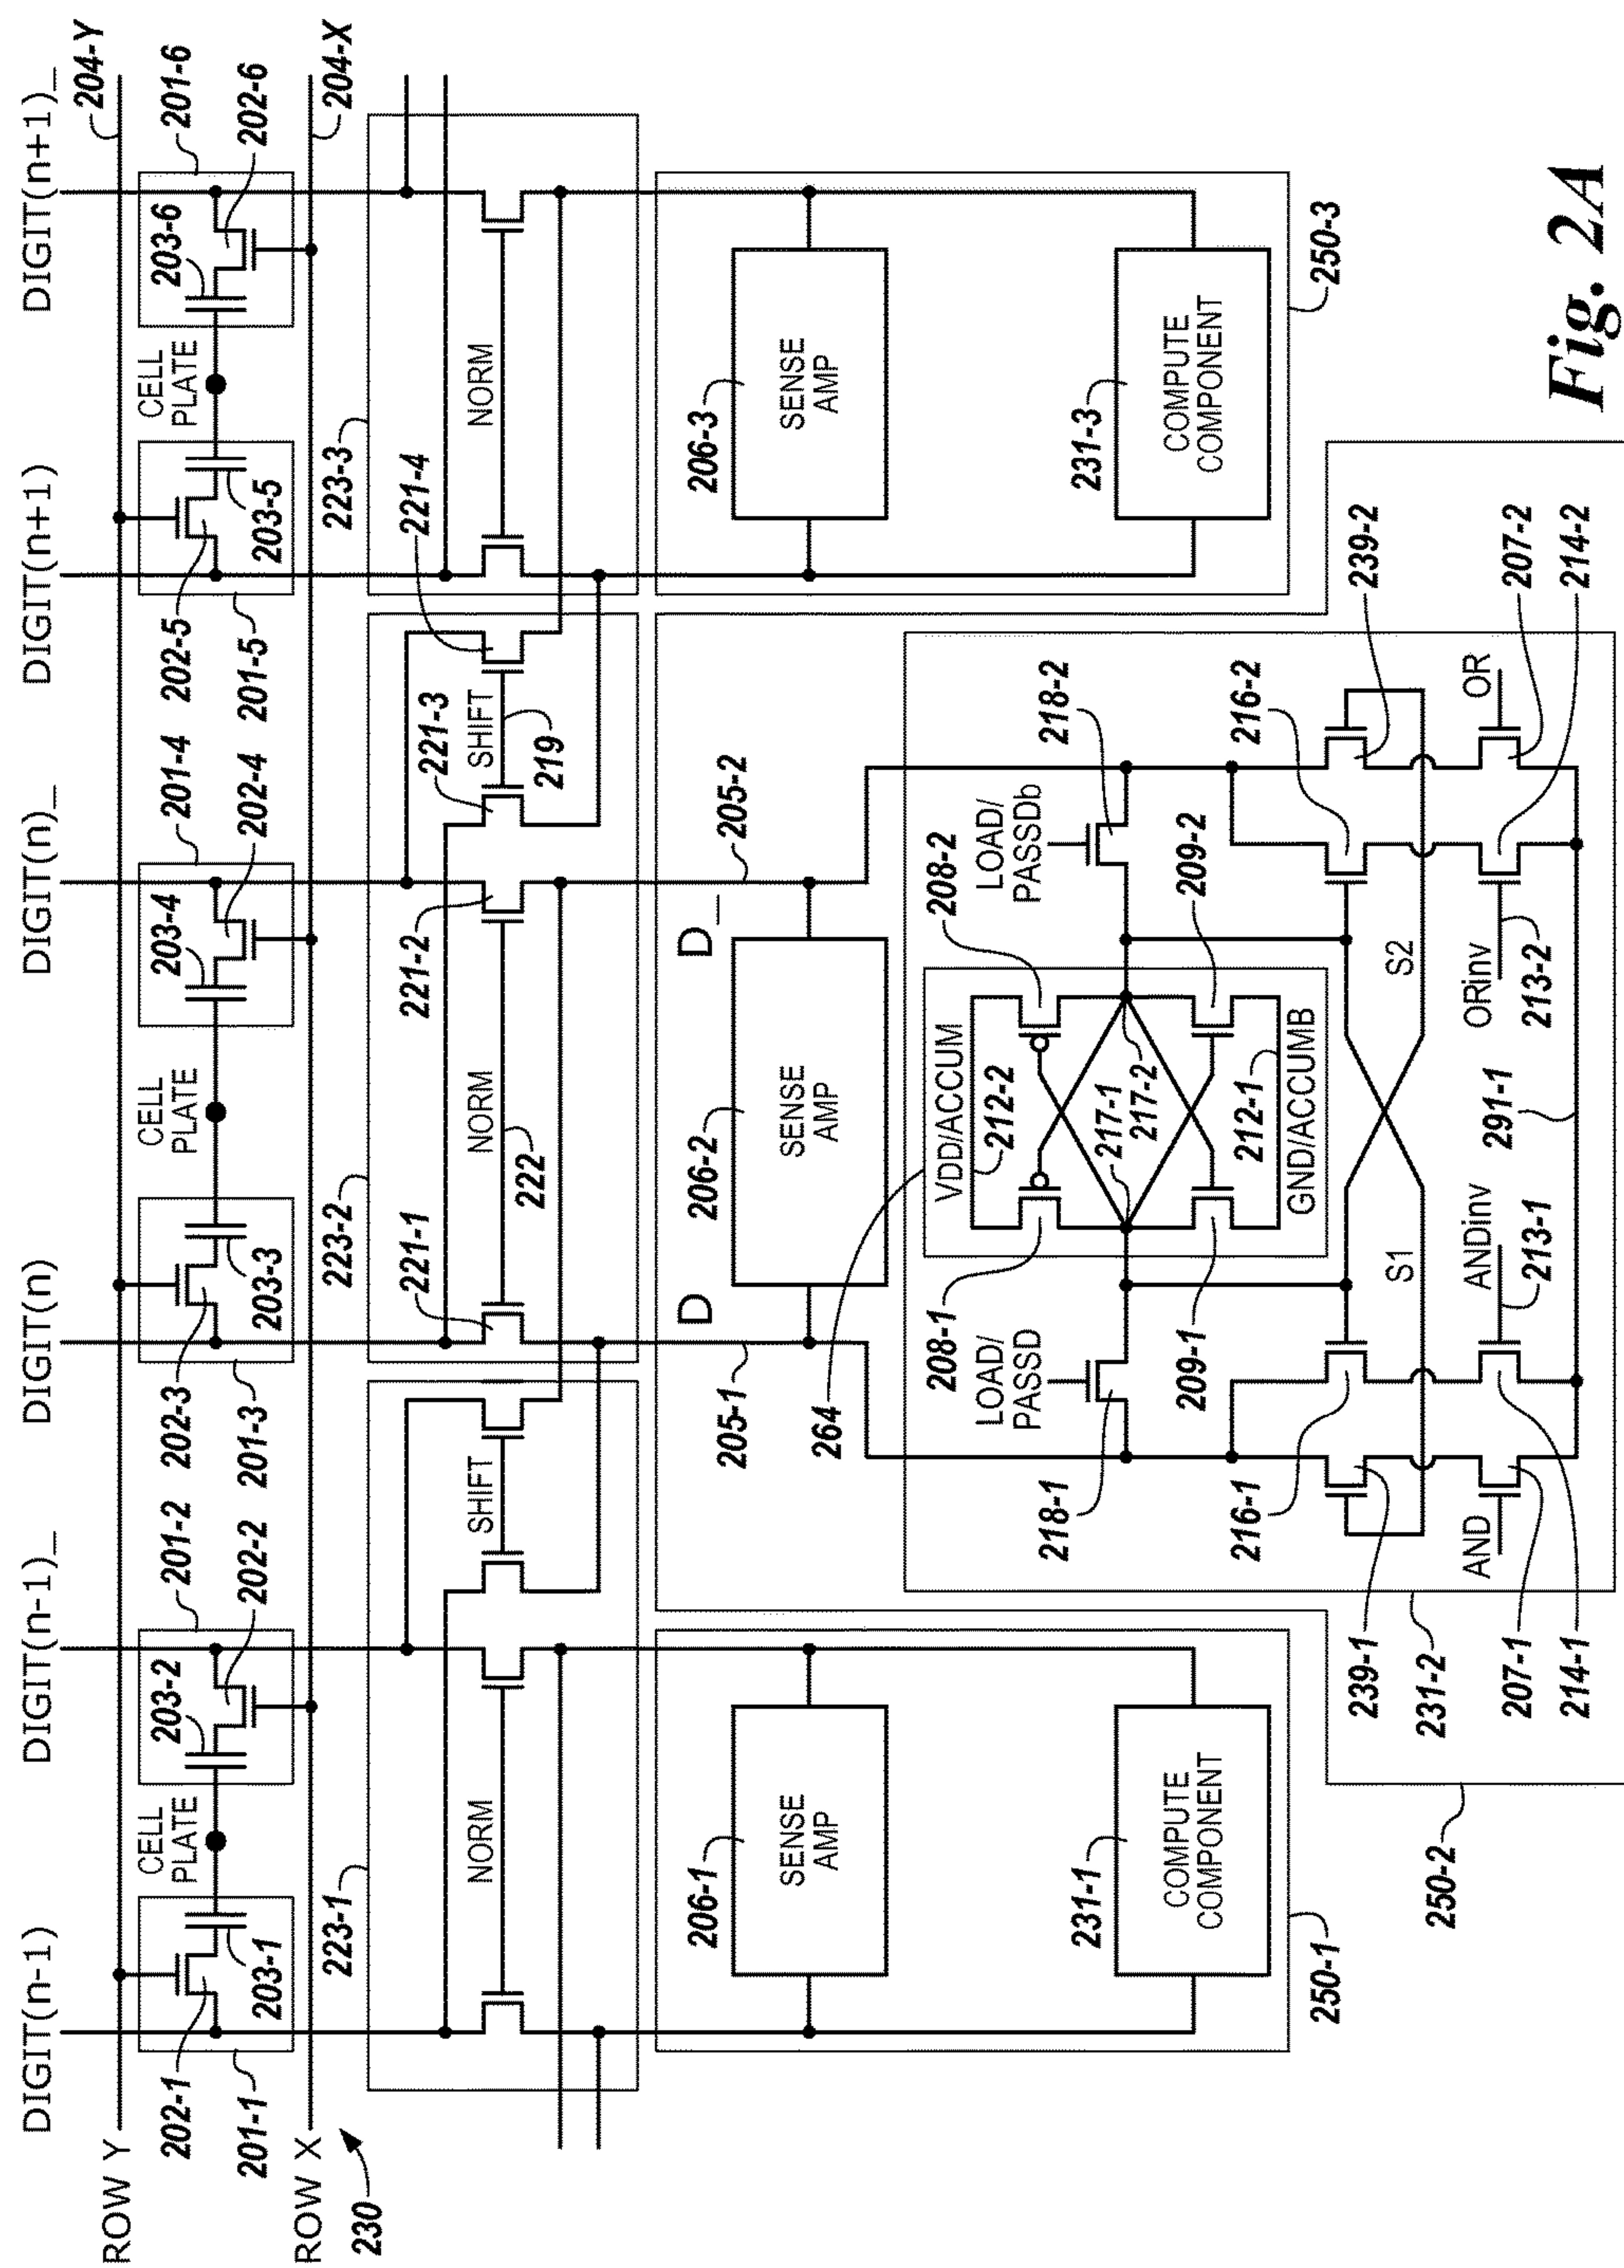 DIGIT(n-1)
DIGIT(n-1)_
DIGIT(n)
DIGIT(n)_
DIGIT(n+1)
DIGIT(n+1)_
ROW Y
204-Y
202-1
203-1
201-1
CELL
PLATE
203-2
201-2
202-2
202-3
203-3
201-3
CELL
PLATE
203-4
201-4
202-4
202-5
203-5
201-5
CELL
PLATE
203-6
201-6
202-6
ROW X
204-X
230
223-1
223-2
223-3
NORM
SHIFT
221-1
NORM
222
221-2
221-3
SHIFT
219
221-4
NORM
206-1
SENSE
AMP
205-1
D
206-2
SENSE
AMP
D_
205-2
206-3
SENSE
AMP
231-1
COMPUTE
COMPONENT
250-1
231-3
COMPUTE
COMPONENT
250-3
264
218-1
LOAD/
PASSD
208-1
209-1
VDD/ACCUM
212-2
217-1
217-2
212-1
GND/ACCUMB
208-2
209-2
LOAD/
PASSDb
218-2
216-1
216-2
239-1
S1
S2
239-2
231-2
250-2
AND
207-1
ANDinv
213-1
214-1
291-1
ORinv
213-2
OR
207-2
214-2
Fig. 2A